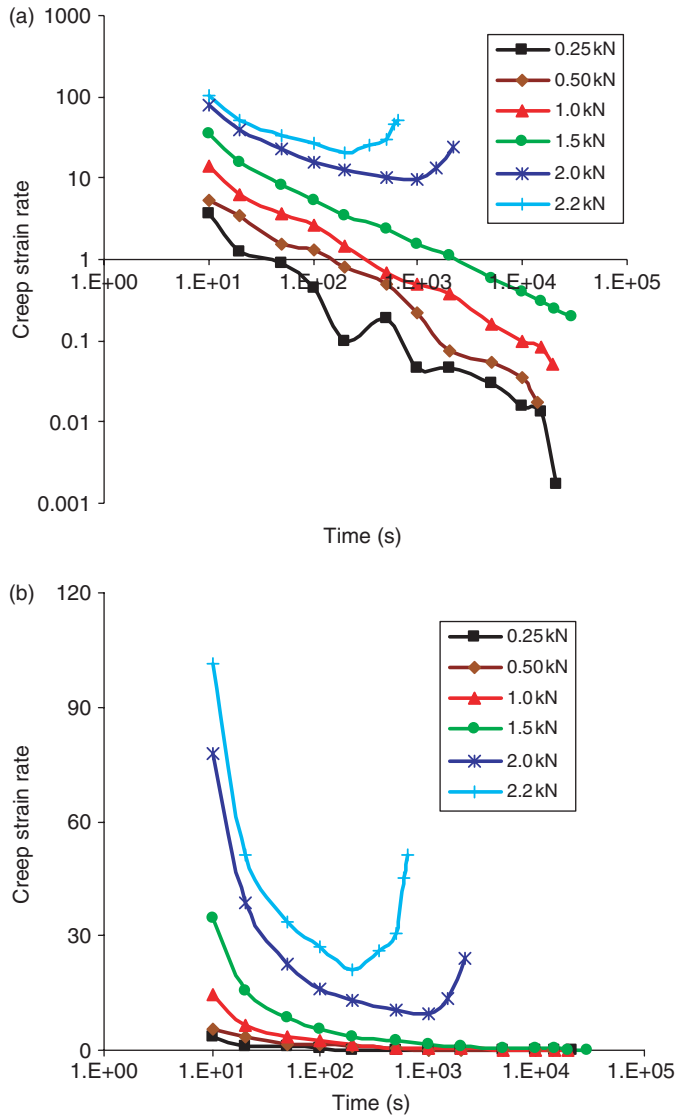 (a)
1000
100
10
1
0.1
0.01
0.001
Creep strain rate
1.E+00 1.E+01 1.E+02 1.E+03 1.E+04 1.E+05
Time (s)
0.25 kN
0.50 kN
1.0 kN
1.5 kN
2.0 kN
2.2 kN
(b)
120
90
60
30
0
Creep strain rate
1.E+00 1.E+01 1.E+02 1.E+03 1.E+04 1.E+05
Time (s)
0.25 kN
0.50 kN
1.0 kN
1.5 kN
2.0 kN
2.2 kN